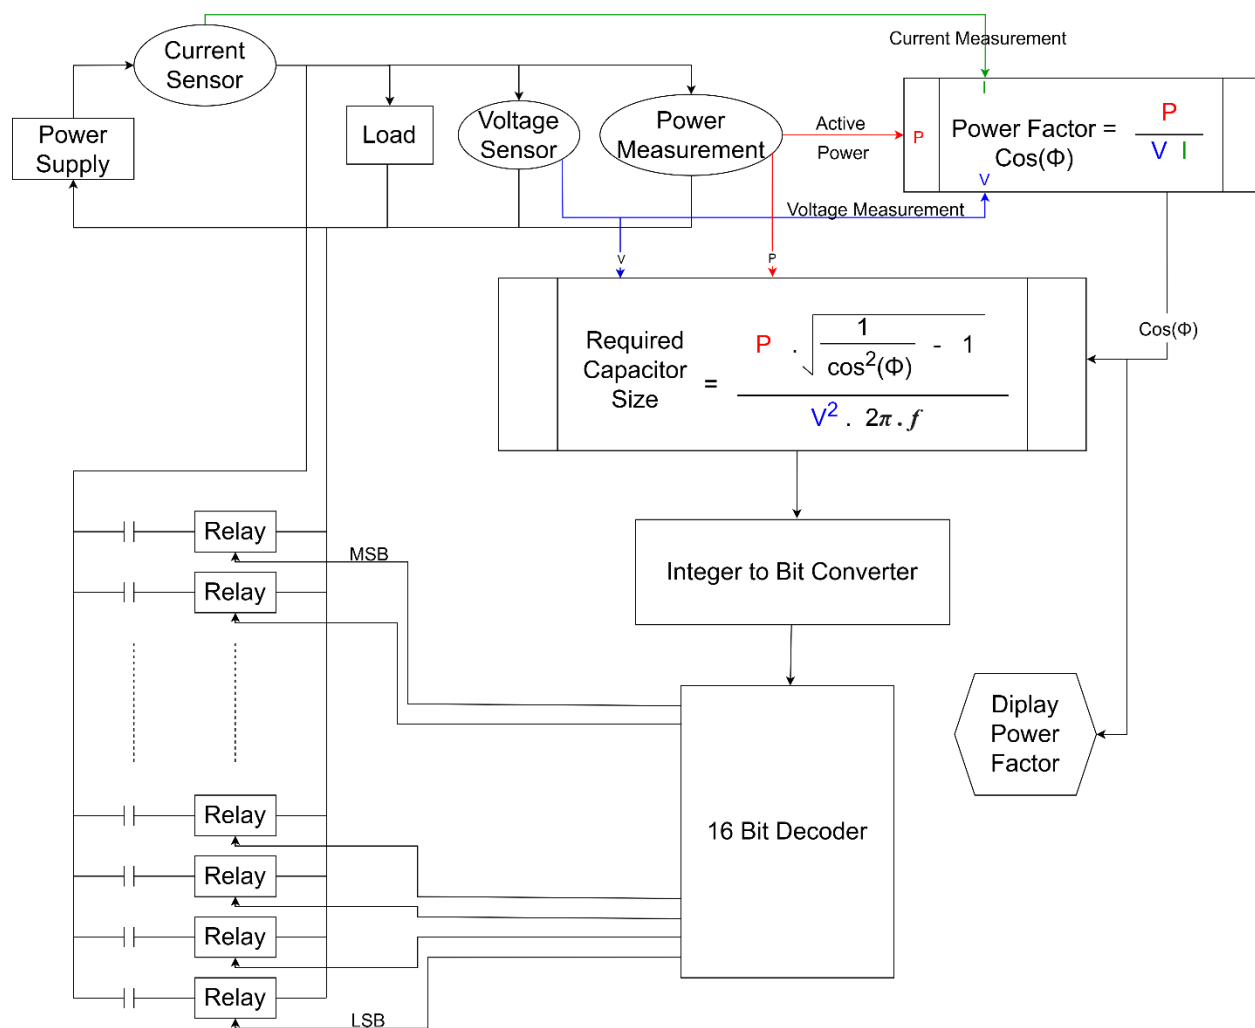 Current Measurement
Current
Sensor
Power
Supply
Load
Voltage
Sensor
Power
Measurement
Active
Power
P
I
Power Factor =
Cos(Φ)
P
V I
V
Voltage Measurement
V
P
Cos(Φ)
Required
Capacitor
Size
=
P . √ 1
cos²(Φ) - 1
V² . 2π . f
Relay
MSB
Relay
Integer to Bit Converter
Diplay
Power
Factor
16 Bit Decoder
Relay
Relay
Relay
Relay
LSB